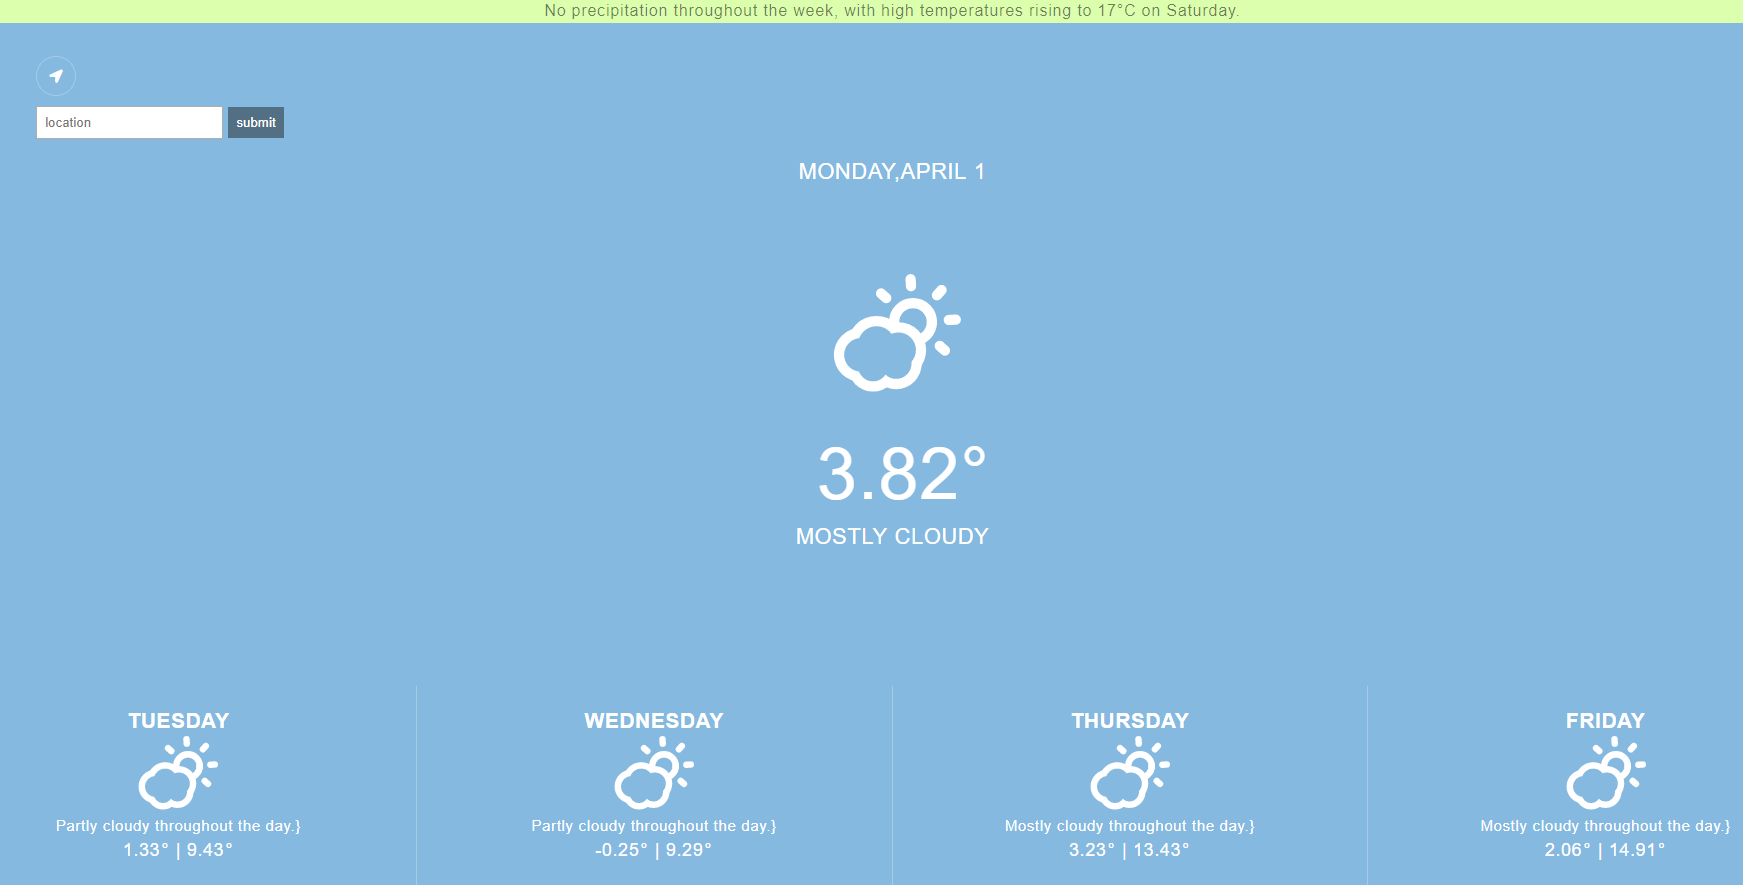 No precipitation throughout the week, with high temperatures rising to 17°C on Saturday.
location
submit
MONDAY,APRIL 1
3.82°
MOSTLY CLOUDY
TUESDAY
Partly cloudy throughout the day.}
1.33° | 9.43°
WEDNESDAY
Partly cloudy throughout the day.}
-0.25° | 9.29°
THURSDAY
Mostly cloudy throughout the day.}
3.23° | 13.43°
FRIDAY
Mostly cloudy throughout the day.}
2.06° | 14.91°